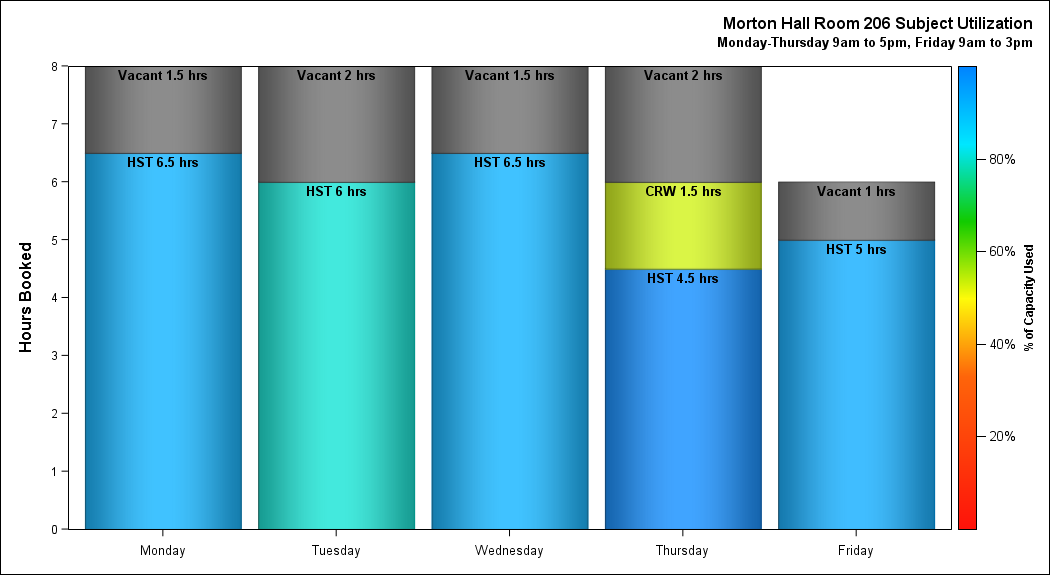 Morton Hall Room 206 Subject Utilization
Monday-Thursday 9am to 5pm, Friday 9am to 3pm
Hours Booked
8
7
6
5
4
3
2
1
0
Vacant 1.5 hrs
HST 6.5 hrs
Vacant 2 hrs
HST 6 hrs
Vacant 1.5 hrs
HST 6.5 hrs
Vacant 2 hrs
CRW 1.5 hrs
HST 4.5 hrs
Vacant 1 hrs
HST 5 hrs
Monday
Tuesday
Wednesday
Thursday
Friday
80%
60%
40%
20%
% of Capacity Used